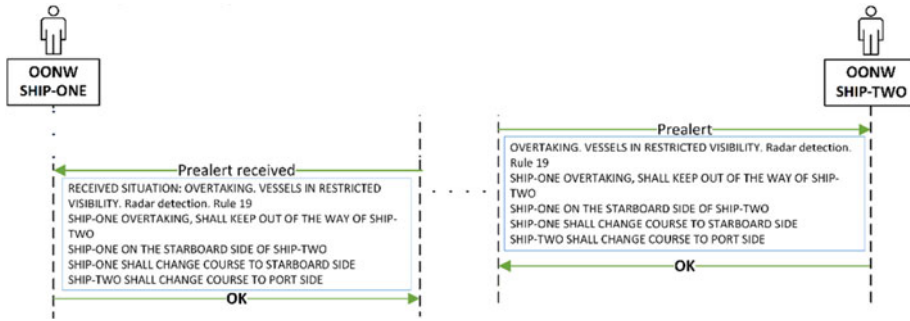 OONW
SHIP-ONE
OONW
SHIP-TWO
Prealert
OVERTAKING. VESSELS IN RESTRICTED VISIBILITY. Radar detection.
Rule 19
SHIP-ONE OVERTAKING, SHALL KEEP OUT OF THE WAY OF SHIP-
TWO
SHIP-ONE ON THE STARBOARD SIDE OF SHIP-TWO
SHIP-ONE SHALL CHANGE COURSE TO STARBOARD SIDE
SHIP-TWO SHALL CHANGE COURSE TO PORT SIDE
OK
Prealert received
RECEIVED SITUATION: OVERTAKING. VESSELS IN RESTRICTED
VISIBILITY. Radar detection. Rule 19
SHIP-ONE OVERTAKING, SHALL KEEP OUT OF THE WAY OF SHIP-
TWO
SHIP-ONE ON THE STARBOARD SIDE OF SHIP-TWO
SHIP-ONE SHALL CHANGE COURSE TO STARBOARD SIDE
SHIP-TWO SHALL CHANGE COURSE TO PORT SIDE
OK